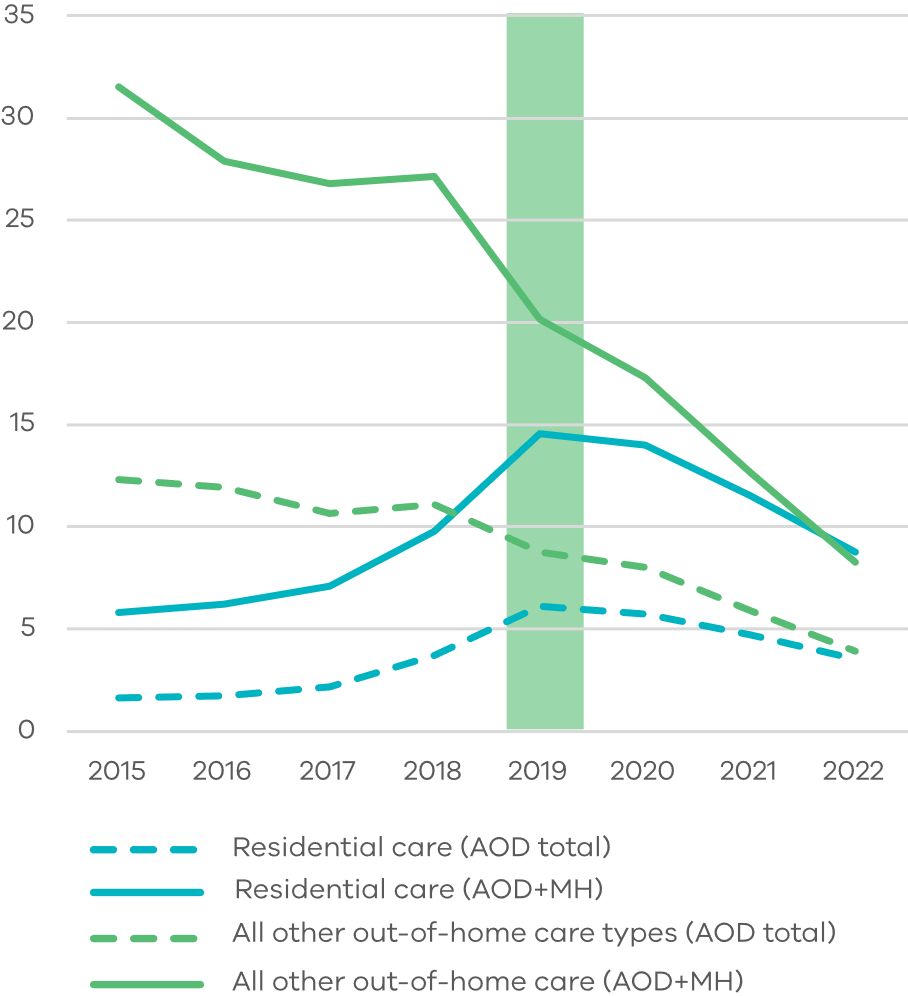 35
30
25
20
15
10
5
0
2015 2016 2017 2018 2019 2020 2021 2022
Residential care (AOD total)
Residential care (AOD+MH)
All other out-of-home care types (AOD total)
All other out-of-home care (AOD+MH)